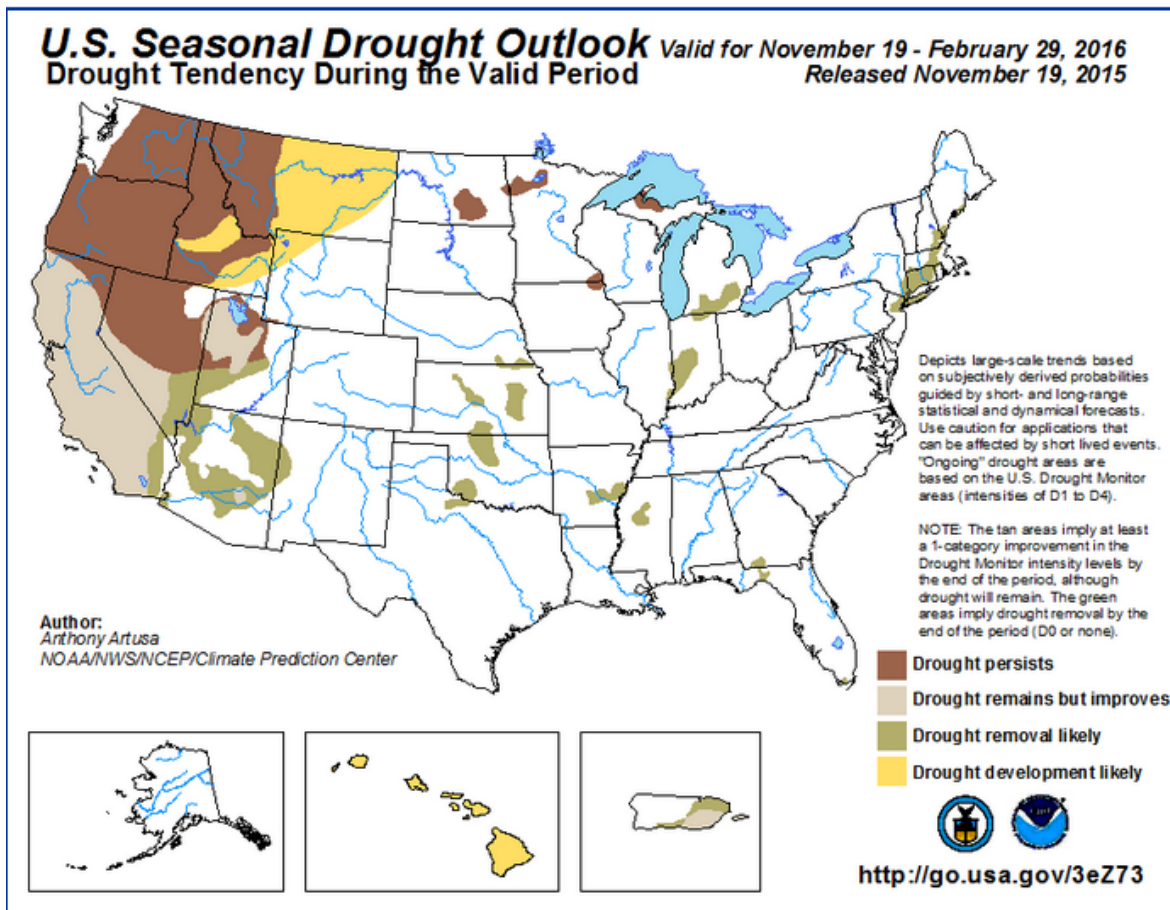 U.S. Seasonal Drought Outlook Valid for November 19 - February 29, 2016
Drought Tendency During the Valid Period Released November 19, 2015
Depicts large-scale trends based
on subjectively derived probabilities
guided by short- and long-range
statistical and dynamical forecasts.
Use caution for applications that
can be affected by short lived events.
"Ongoing" drought areas are
based on the U.S. Drought Monitor
areas (intensities of D1 to D4).
NOTE: The tan areas imply at least
a 1-category improvement in the
Drought Monitor intensity levels by
the end of the period, although
drought will remain. The green
areas imply drought removal by the
end of the period (D0 or none).
Author:
Anthony Artusa
NOAA/NWS/NCEP/Climate Prediction Center
Drought persists
Drought remains but improves
Drought removal likely
Drought development likely
http://go.usa.gov/3eZ73